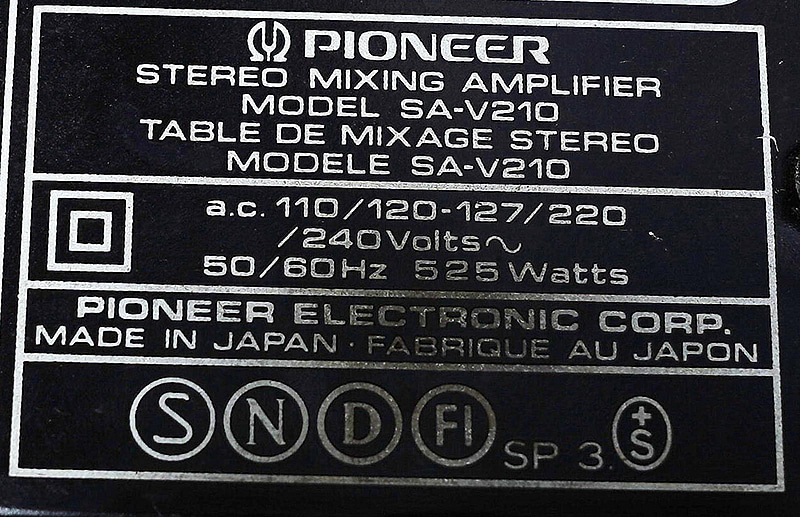 PIONEER
STEREO MIXING AMPLIFIER
MODEL SA-V210
TABLE DE MIXAGE STEREO
MODELE SA-V210
a.c. 110/120-127/220
/240Volts~
50/60Hz 525Watts
PIONEER ELECTRONIC CORP.
MADE IN JAPAN · FABRIQUE AU JAPON
S N D FI SP 3 +S